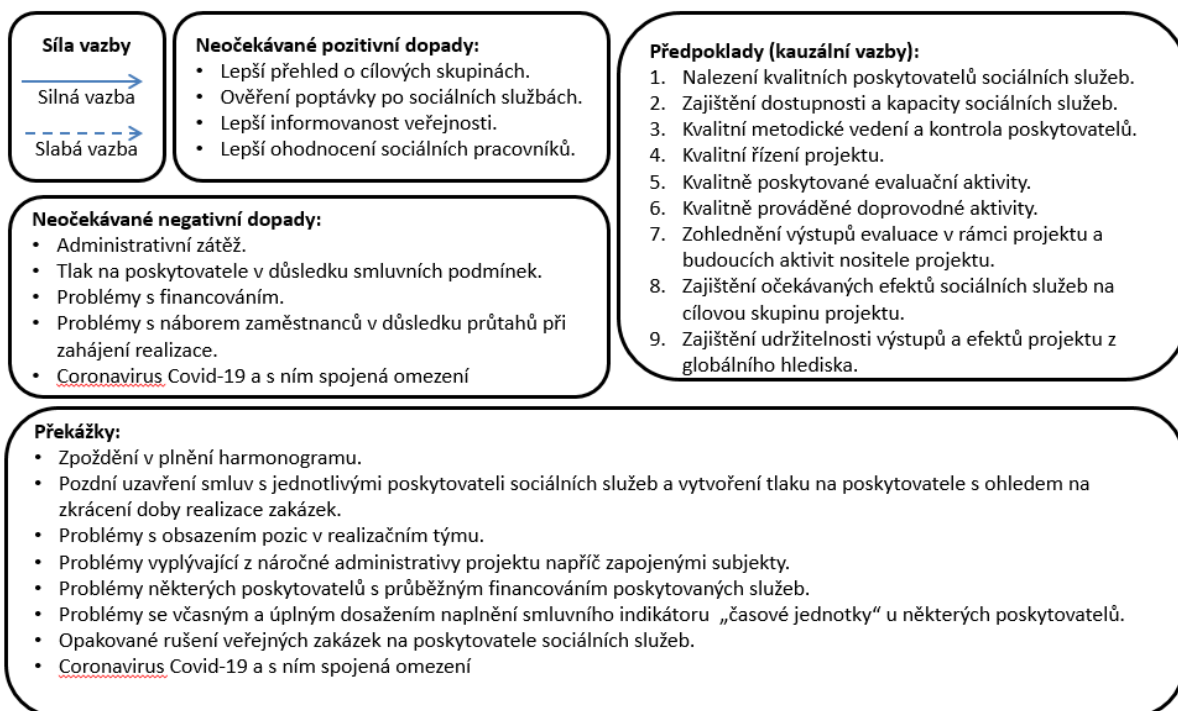 Síla vazby
Silná vazba
Slabá vazba
Neočekávané pozitivní dopady:
• Lepší přehled o cílových skupinách.
• Ověření poptávky po sociálních službách.
• Lepší informovanost veřejnosti.
• Lepší ohodnocení sociálních pracovníků.
Neočekávané negativní dopady:
• Administrativní zátěž.
• Tlak na poskytovatele v důsledku smluvních podmínek.
• Problémy s financováním.
• Problémy s náborem zaměstnanců v důsledku průtahů při
zahájení realizace.
• Coronavirus Covid-19 a s ním spojená omezení
Předpoklady (kauzální vazby):
1. Nalezení kvalitních poskytovatelů sociálních služeb.
2. Zajištění dostupnosti a kapacity sociálních služeb.
3. Kvalitní metodické vedení a kontrola poskytovatelů.
4. Kvalitní řízení projektu.
5. Kvalitně poskytované evaluační aktivity.
6. Kvalitně prováděné doprovodné aktivity.
7. Zohlednění výstupů evaluace v rámci projektu a
budoucích aktivit nositele projektu.
8. Zajištění očekávaných efektů sociálních služeb na
cílovou skupinu projektu.
9. Zajištění udržitelnosti výstupů a efektů projektu z
globálního hlediska.
Překážky:
• Zpoždění v plnění harmonogramu.
• Pozdní uzavření smluv s jednotlivými poskytovateli sociálních služeb a vytvoření tlaku na poskytovatele s ohledem na
zkrácení doby realizace zakázek.
• Problémy s obsazením pozic v realizačním týmu.
• Problémy vyplývající z náročné administrativy projektu napříč zapojenými subjekty.
• Problémy některých poskytovatelů s průběžným financováním poskytovaných služeb.
• Problémy se včasným a úplným dosažením naplnění smluvního indikátoru „časové jednotky“ u některých poskytovatelů.
• Opakované rušení veřejných zakázek na poskytovatele sociálních služeb.
• Coronavirus Covid-19 a s ním spojená omezení